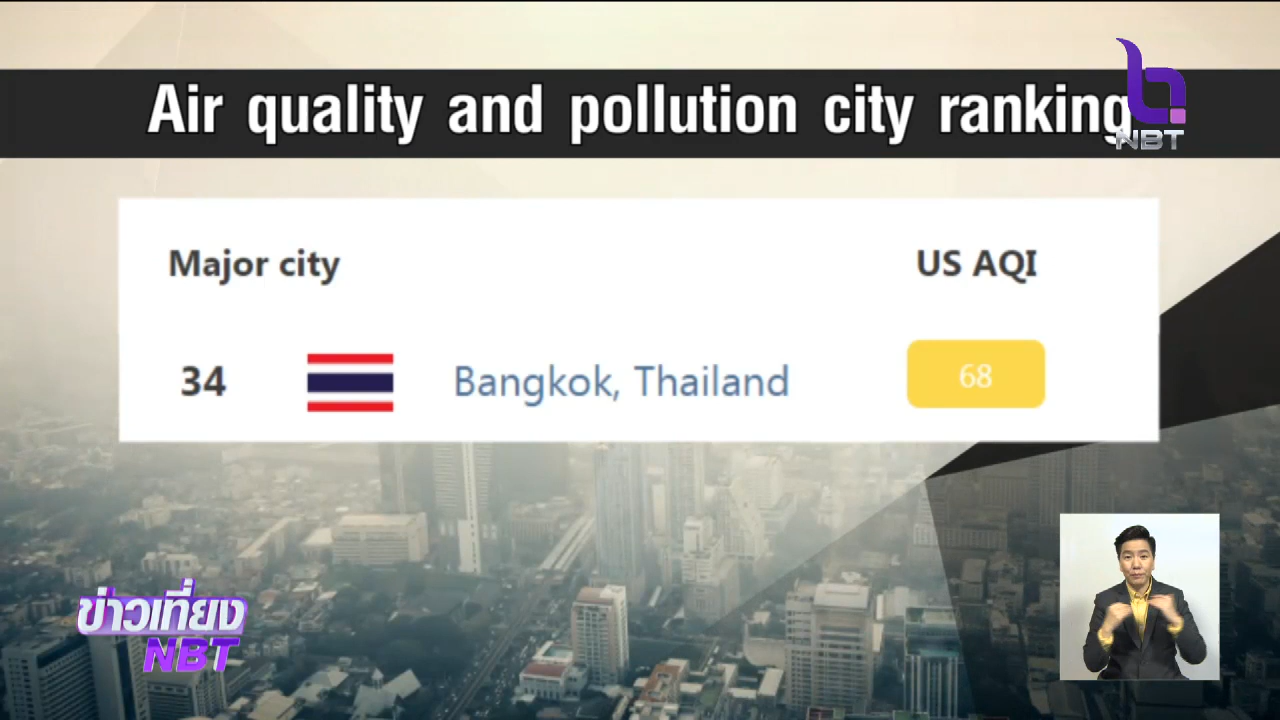 Air quality and pollution city ranking
NBT
Major city
US AQI
34
Bangkok, Thailand
68
ข่าวเที่ยง
NBT